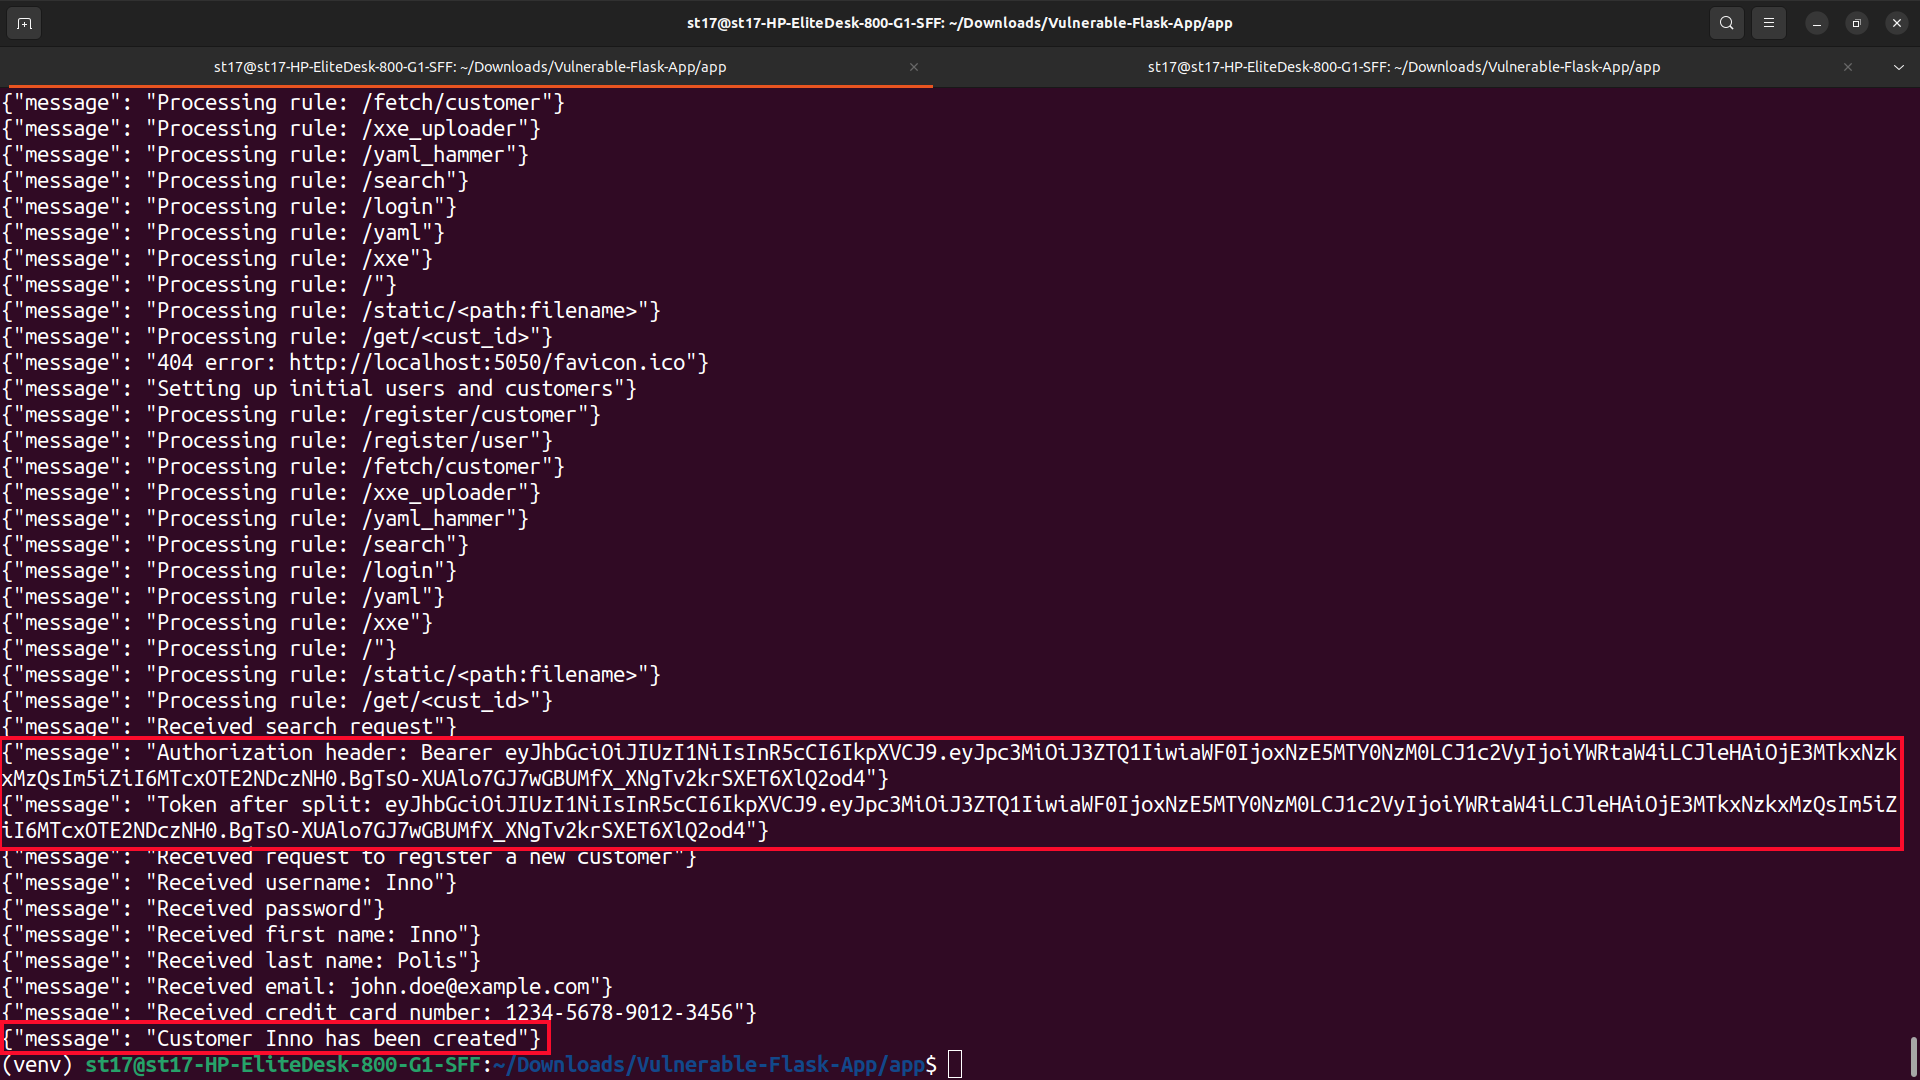 st17@st17-HP-EliteDesk-800-G1-SFF: ~/Downloads/Vulnerable-Flask-App/app
st17@st17-HP-EliteDesk-800-G1-SFF: ~/Downloads/Vulnerable-Flask-App/app
st17@st17-HP-EliteDesk-800-G1-SFF: ~/Downloads/Vulnerable-Flask-App/app
{"message": "Processing rule: /fetch/customer"}
{"message": "Processing rule: /xxe_uploader"}
{"message": "Processing rule: /yaml_hammer"}
{"message": "Processing rule: /search"}
{"message": "Processing rule: /login"}
{"message": "Processing rule: /yaml"}
{"message": "Processing rule: /xxe"}
{"message": "Processing rule: /"}
{"message": "Processing rule: /static/<path:filename>"}
{"message": "Processing rule: /get/<cust_id>"}
{"message": "404 error: http://localhost:5050/favicon.ico"}
{"message": "Setting up initial users and customers"}
{"message": "Processing rule: /register/customer"}
{"message": "Processing rule: /register/user"}
{"message": "Processing rule: /fetch/customer"}
{"message": "Processing rule: /xxe_uploader"}
{"message": "Processing rule: /yaml_hammer"}
{"message": "Processing rule: /search"}
{"message": "Processing rule: /login"}
{"message": "Processing rule: /yaml"}
{"message": "Processing rule: /xxe"}
{"message": "Processing rule: /"}
{"message": "Processing rule: /static/<path:filename>"}
{"message": "Processing rule: /get/<cust_id>"}
{"message": "Received search request"}
{"message": "Authorization header: Bearer eyJhbGciOiJIUzI1NiIsInR5cCI6IkpXVCJ9.eyJpc3MiOiJ3ZTQ1IiwiaWF0IjoxNzE5MTY0NzM0LCJ1c2VyIjoiYWRtaW4iLCJleHAiOjE3MTkxNzk
xMzQsIm5iZiI6MTcxOTE2NDczNH0.BgTsO-XUAlo7GJ7wGBUMfX_XNgTv2krSXET6XlQ2od4"}
{"message": "Token after split: eyJhbGciOiJIUzI1NiIsInR5cCI6IkpXVCJ9.eyJpc3MiOiJ3ZTQ1IiwiaWF0IjoxNzE5MTY0NzM0LCJ1c2VyIjoiYWRtaW4iLCJleHAiOjE3MTkxNzkxMzQsIm5iZ
iI6MTcxOTE2NDczNH0.BgTsO-XUAlo7GJ7wGBUMfX_XNgTv2krSXET6XlQ2od4"}
{"message": "Received request to register a new customer"}
{"message": "Received username: Inno"}
{"message": "Received password"}
{"message": "Received first name: Inno"}
{"message": "Received last name: Polis"}
{"message": "Received email: john.doe@example.com"}
{"message": "Received credit card number: 1234-5678-9012-3456"}
{"message": "Customer Inno has been created"}
(venv) st17@st17-HP-EliteDesk-800-G1-SFF:~/Downloads/Vulnerable-Flask-App/app$